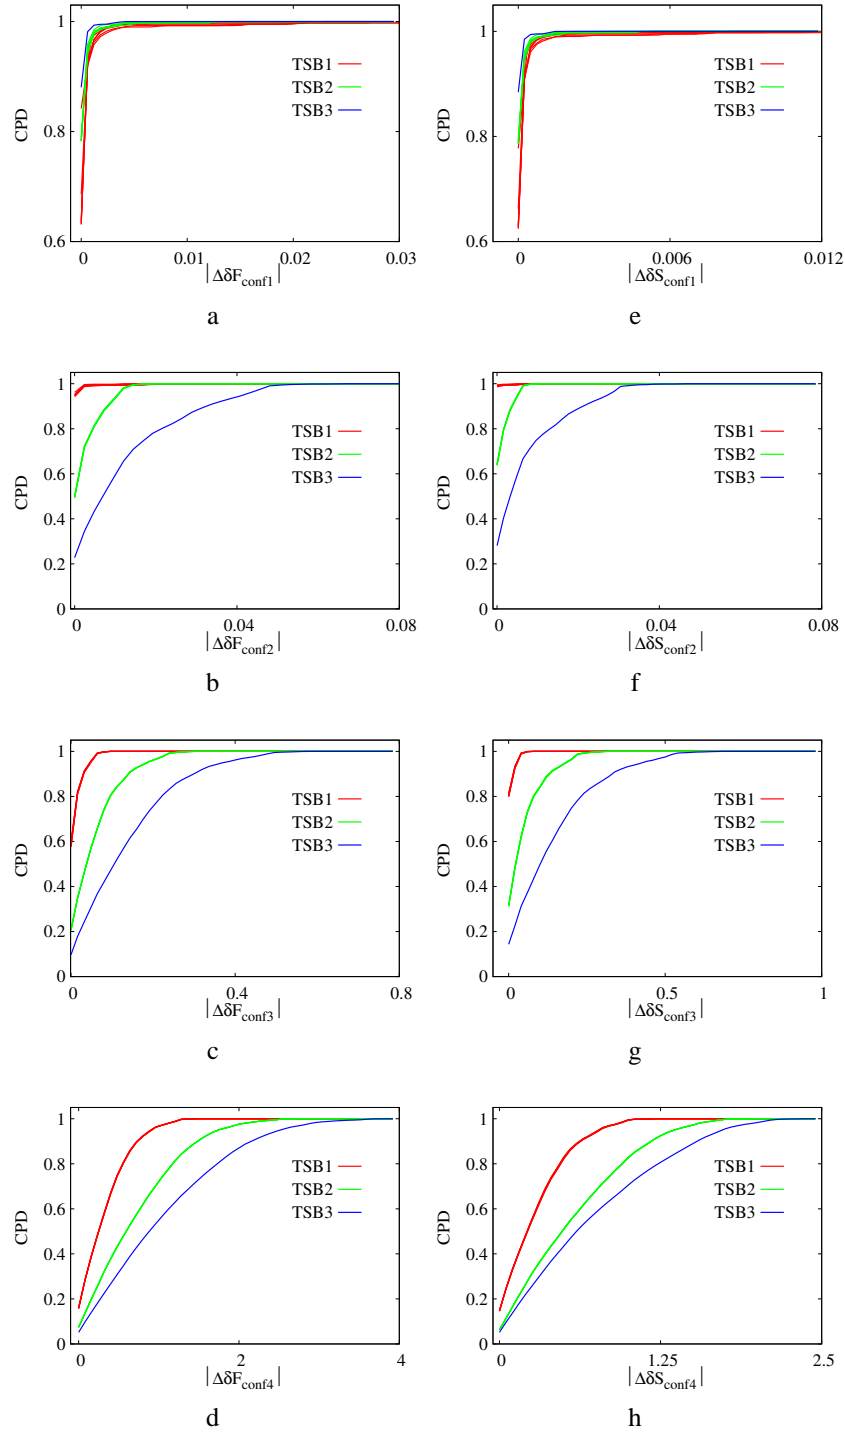 1
0.8
0.6
CPD
TSB1
TSB2
TSB3
0
0.01
0.02
0.03
|ΔδF_conf1|
a
1
0.8
0.6
CPD
TSB1
TSB2
TSB3
0
0.006
0.012
|ΔδS_conf1|
e
1
0.8
0.6
0.4
0.2
0
CPD
TSB1
TSB2
TSB3
0
0.04
0.08
|ΔδF_conf2|
b
1
0.8
0.6
0.4
0.2
0
CPD
TSB1
TSB2
TSB3
0
0.04
0.08
|ΔδS_conf2|
f
1
0.8
0.6
0.4
0.2
0
CPD
TSB1
TSB2
TSB3
0
0.4
0.8
|ΔδF_conf3|
c
1
0.8
0.6
0.4
0.2
0
CPD
TSB1
TSB2
TSB3
0
0.5
1
|ΔδS_conf3|
g
1
0.8
0.6
0.4
0.2
0
CPD
TSB1
TSB2
TSB3
0
2
4
|ΔδF_conf4|
d
1
0.8
0.6
0.4
0.2
0
CPD
TSB1
TSB2
TSB3
0
1.25
2.5
|ΔδS_conf4|
h